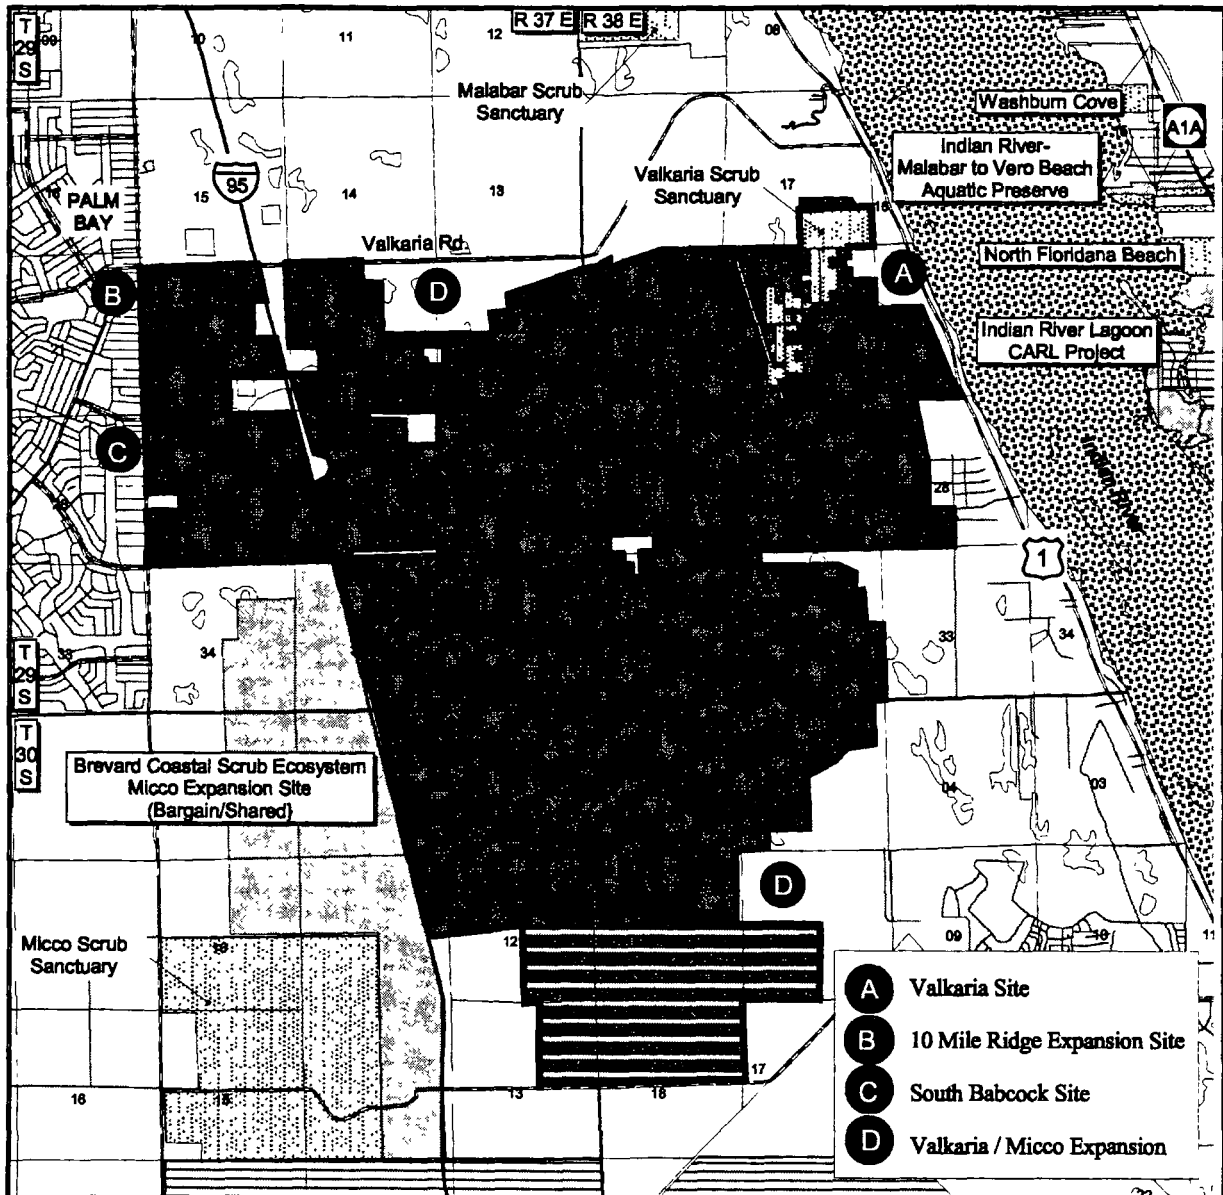 R 37 E
R 38 E
T
29
S
09
10
11
12
08
Malabar Scrub
Sanctuary
Washburn Cove
A1A
Indian River-
Malabar to Vero Beach
Aquatic Preserve
95
15
14
13
17
16
PALM
BAY
Valkaria Scrub
Sanctuary
Valkaria Rd.
North Floridana Beach
B
D
A
Indian River Lagoon
CARL Project
C
Indian River
28
1
33
34
33
34
T
29
S
T
30
S
Brevard Coastal Scrub Ecosystem
Micco Expansion Site
(Bargain/Shared)
04
03
D
Micco Scrub
Sanctuary
12
09
10
11
A Valkaria Site
B 10 Mile Ridge Expansion Site
C South Babcock Site
D Valkaria / Micco Expansion
16
13
18
17